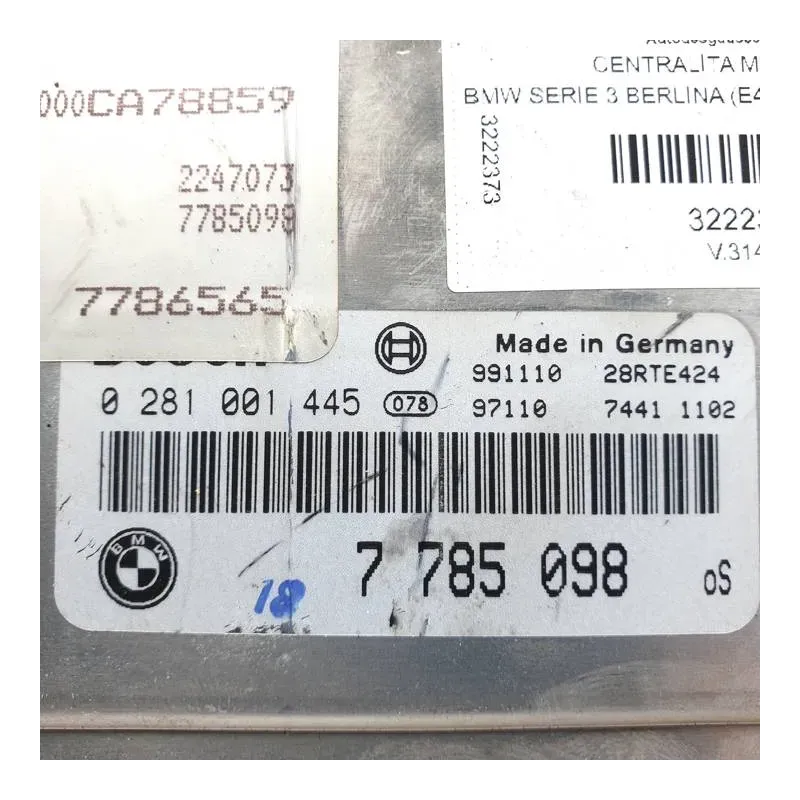 000CA78859
2247073
7785098
7786565
CENTRALITA M
BMW SERIE 3 BERLINA (E4
3222373
32223
V.314
Made in Germany
991110 28RTE424
0 281 001 445 078 97110 7441 1102
BMW
7 785 098 oS
18